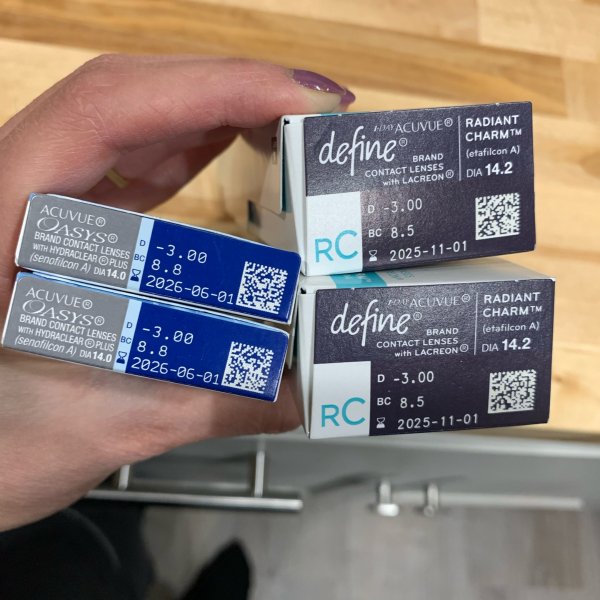 1-DAY ACUVUE®
define®
BRAND
CONTACT LENSES
with LACREON®
RADIANT
CHARM™
(etafilcon A)
DIA 14.2
RC
D -3.00
BC 8.5
2025-11-01
ACUVUE®
OASYS®
BRAND CONTACT LENSES
WITH HYDRACLEAR® PLUS
(senofilcon A) DIA 14.0
D -3.00
BC 8.8
2026-06-01
ACUVUE®
OASYS®
BRAND CONTACT LENSES
WITH HYDRACLEAR® PLUS
(senofilcon A) DIA 14.0
D -3.00
BC 8.8
2026-06-01
1-DAY ACUVUE®
define®
BRAND
CONTACT LENSES
with LACREON®
RADIANT
CHARM™
(etafilcon A)
DIA 14.2
RC
D -3.00
BC 8.5
2025-11-01